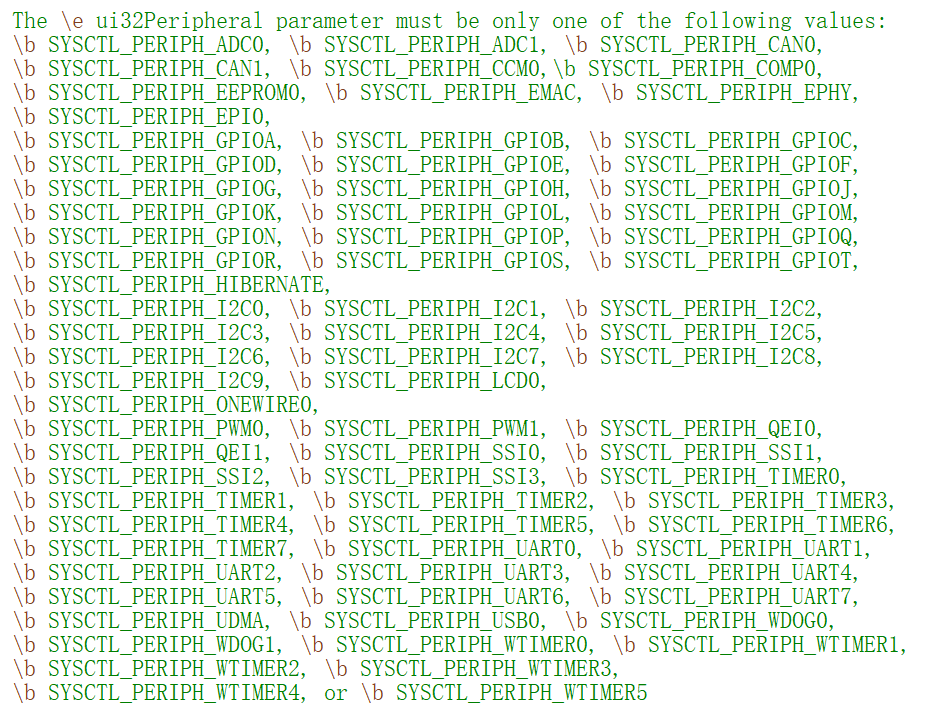 The \e ui32Peripheral parameter must be only one of the following values:
\b SYSCTL_PERIPH_ADC0, \b SYSCTL_PERIPH_ADC1, \b SYSCTL_PERIPH_CAN0,
\b SYSCTL_PERIPH_CAN1, \b SYSCTL_PERIPH_CCM0,\b SYSCTL_PERIPH_COMP0,
\b SYSCTL_PERIPH_EEPROM0, \b SYSCTL_PERIPH_EMAC, \b SYSCTL_PERIPH_EPHY,
\b SYSCTL_PERIPH_EPI0,
\b SYSCTL_PERIPH_GPIOA, \b SYSCTL_PERIPH_GPIOB, \b SYSCTL_PERIPH_GPIOC,
\b SYSCTL_PERIPH_GPIOD, \b SYSCTL_PERIPH_GPIOE, \b SYSCTL_PERIPH_GPIOF,
\b SYSCTL_PERIPH_GPIOG, \b SYSCTL_PERIPH_GPIOH, \b SYSCTL_PERIPH_GPIOJ,
\b SYSCTL_PERIPH_GPIOK, \b SYSCTL_PERIPH_GPIOL, \b SYSCTL_PERIPH_GPIOM,
\b SYSCTL_PERIPH_GPION, \b SYSCTL_PERIPH_GPIOP, \b SYSCTL_PERIPH_GPIOQ,
\b SYSCTL_PERIPH_GPIOR, \b SYSCTL_PERIPH_GPIOS, \b SYSCTL_PERIPH_GPIOT,
\b SYSCTL_PERIPH_HIBERNATE,
\b SYSCTL_PERIPH_I2C0, \b SYSCTL_PERIPH_I2C1, \b SYSCTL_PERIPH_I2C2,
\b SYSCTL_PERIPH_I2C3, \b SYSCTL_PERIPH_I2C4, \b SYSCTL_PERIPH_I2C5,
\b SYSCTL_PERIPH_I2C6, \b SYSCTL_PERIPH_I2C7, \b SYSCTL_PERIPH_I2C8,
\b SYSCTL_PERIPH_I2C9, \b SYSCTL_PERIPH_LCD0,
\b SYSCTL_PERIPH_ONEWIRE0,
\b SYSCTL_PERIPH_PWM0, \b SYSCTL_PERIPH_PWM1, \b SYSCTL_PERIPH_QEI0,
\b SYSCTL_PERIPH_QEI1, \b SYSCTL_PERIPH_SSI0, \b SYSCTL_PERIPH_SSI1,
\b SYSCTL_PERIPH_SSI2, \b SYSCTL_PERIPH_SSI3, \b SYSCTL_PERIPH_TIMER0,
\b SYSCTL_PERIPH_TIMER1, \b SYSCTL_PERIPH_TIMER2, \b SYSCTL_PERIPH_TIMER3,
\b SYSCTL_PERIPH_TIMER4, \b SYSCTL_PERIPH_TIMER5, \b SYSCTL_PERIPH_TIMER6,
\b SYSCTL_PERIPH_TIMER7, \b SYSCTL_PERIPH_UART0, \b SYSCTL_PERIPH_UART1,
\b SYSCTL_PERIPH_UART2, \b SYSCTL_PERIPH_UART3, \b SYSCTL_PERIPH_UART4,
\b SYSCTL_PERIPH_UART5, \b SYSCTL_PERIPH_UART6, \b SYSCTL_PERIPH_UART7,
\b SYSCTL_PERIPH_UDMA, \b SYSCTL_PERIPH_USB0, \b SYSCTL_PERIPH_WDOG0,
\b SYSCTL_PERIPH_WDOG1, \b SYSCTL_PERIPH_WTIMER0, \b SYSCTL_PERIPH_WTIMER1,
\b SYSCTL_PERIPH_WTIMER2, \b SYSCTL_PERIPH_WTIMER3,
\b SYSCTL_PERIPH_WTIMER4, or \b SYSCTL_PERIPH_WTIMER5